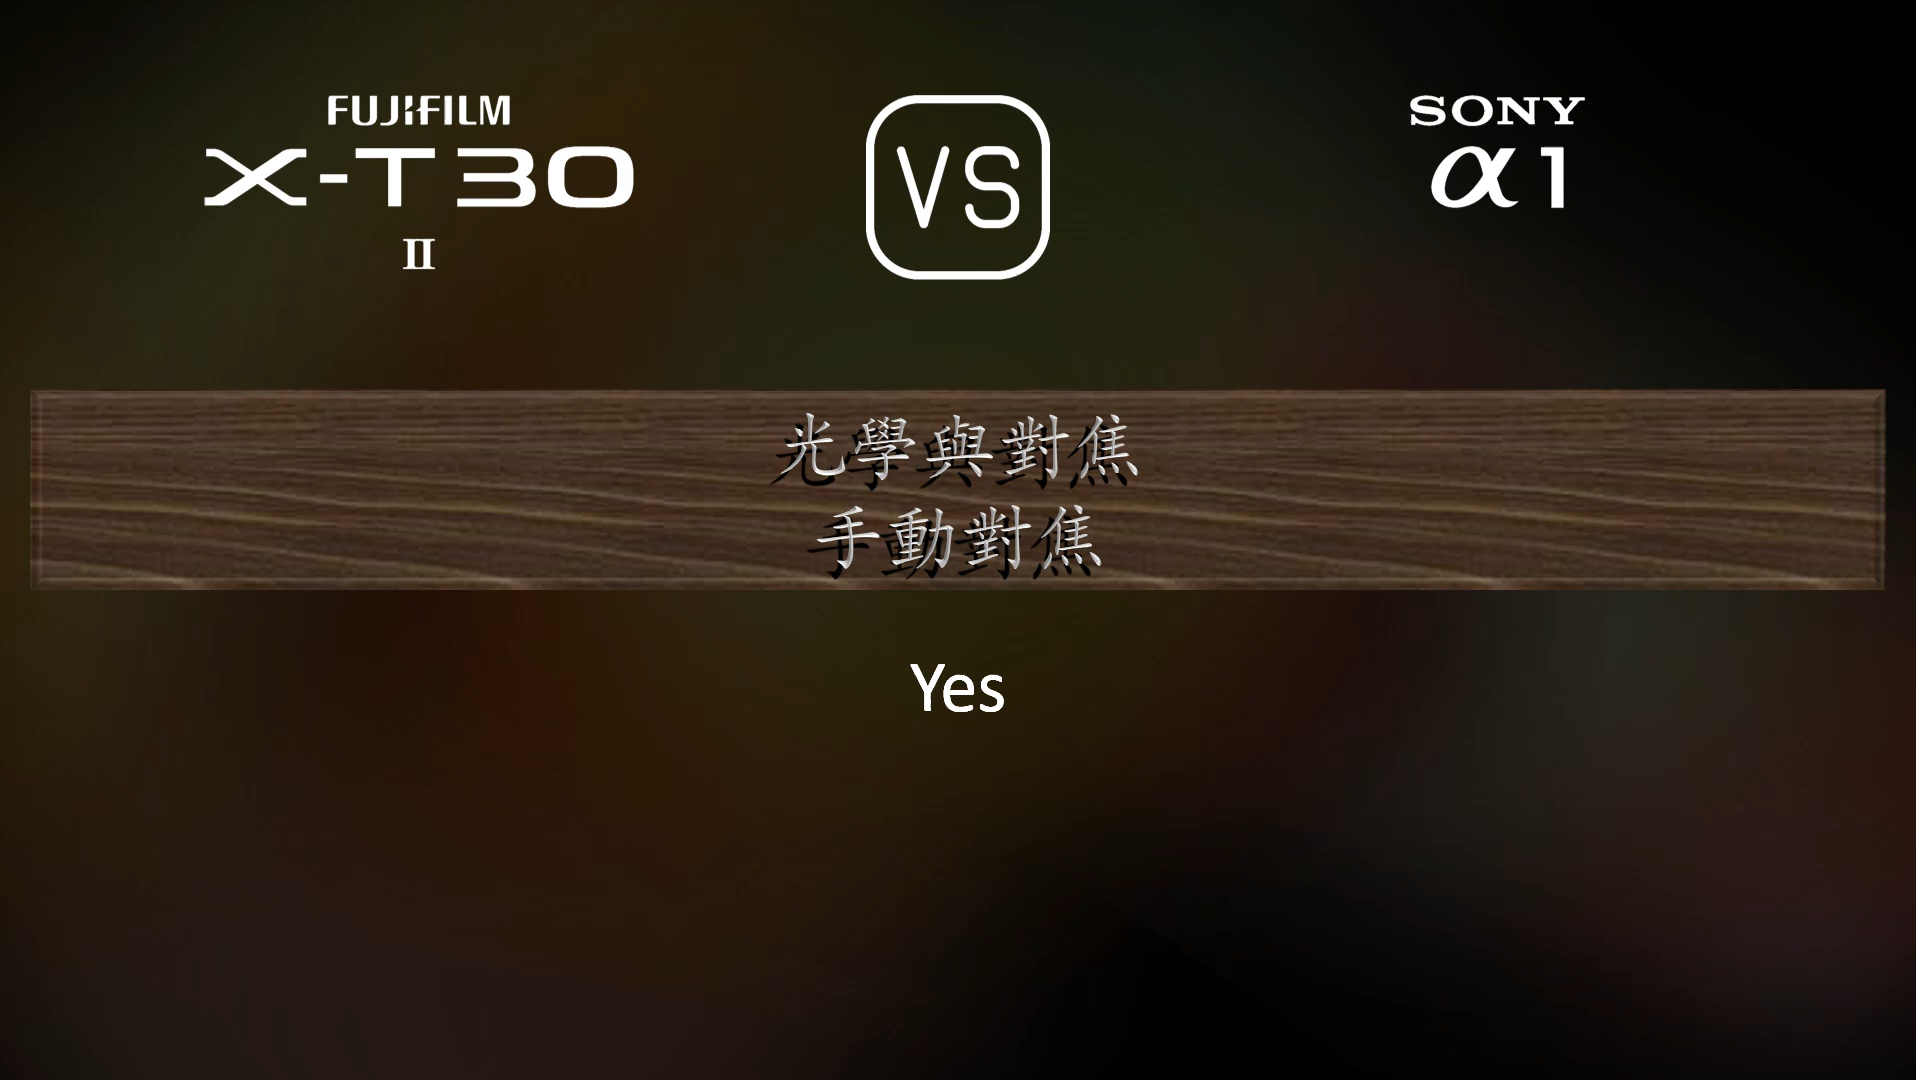 FUJIFILM
X-T30
II
VS
SONY
α1
光學與對焦
手動對焦
Yes